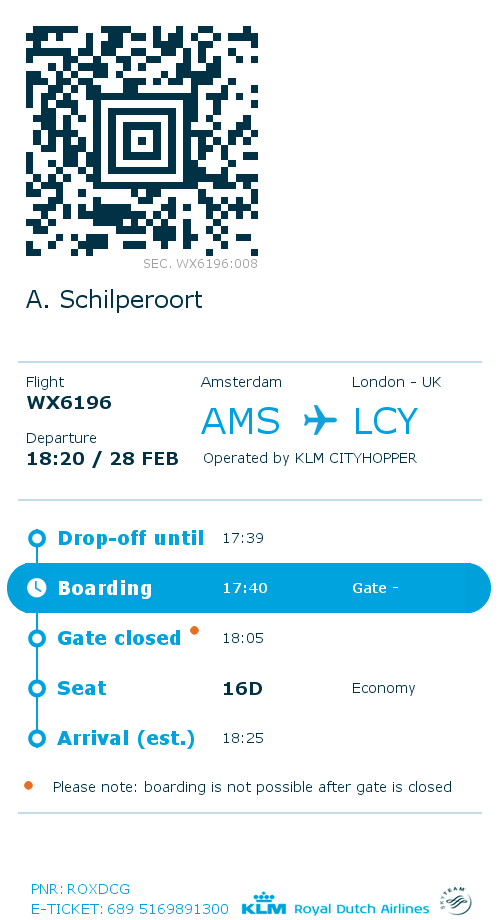 SEC. WX6196:008
A. Schilperoort
Flight
WX6196
Amsterdam London - UK
AMS LCY
Departure
18:20 / 28 FEB
Operated by KLM CITYHOPPER
Drop-off until 17:39
Boarding 17:40 Gate -
Gate closed 18:05
Seat 16D Economy
Arrival (est.) 18:25
Please note: boarding is not possible after gate is closed
PNR: ROXDCG
E-TICKET: 689 5169891300
KLM Royal Dutch Airlines
SKYTEAM